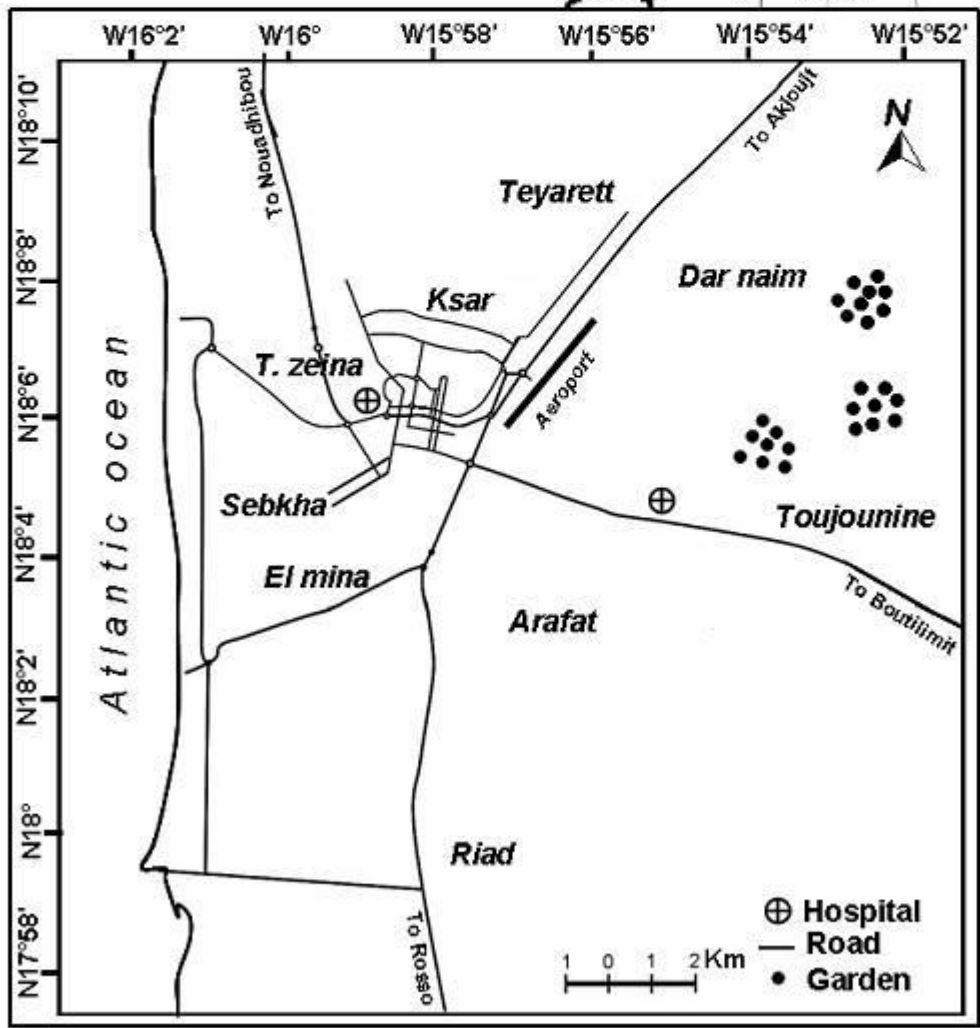 W16°2' W16° W15°58' W15°56' W15°54' W15°52'
N18°10'
N18°8'
N18°6'
N18°4'
N18°2'
N18°
N17°58'
To Nouadhibou
To Akjoujt
N
Teyarett
Dar naim
Ksar
T. zeina
Aeroport
Atlantic ocean
Sebkha
Toujounine
El mina
To Boutilimit
Arafat
Riad
To Rosso
Hospital
Road
Garden
1 0 1 2 Km